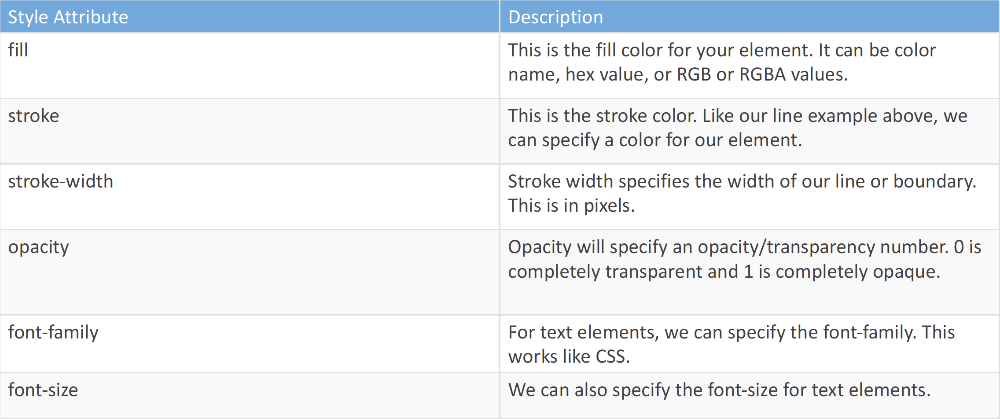 Style Attribute
Description
fill
This is the fill color for your element. It can be color
name, hex value, or RGB or RGBA values.
stroke
This is the stroke color. Like our line example above, we
can specify a color for our element.
stroke-width
Stroke width specifies the width of our line or boundary.
This is in pixels.
opacity
Opacity will specify an opacity/transparency number. 0 is
completely transparent and 1 is completely opaque.
font-family
For text elements, we can specify the font-family. This
works like CSS.
font-size
We can also specify the font-size for text elements.